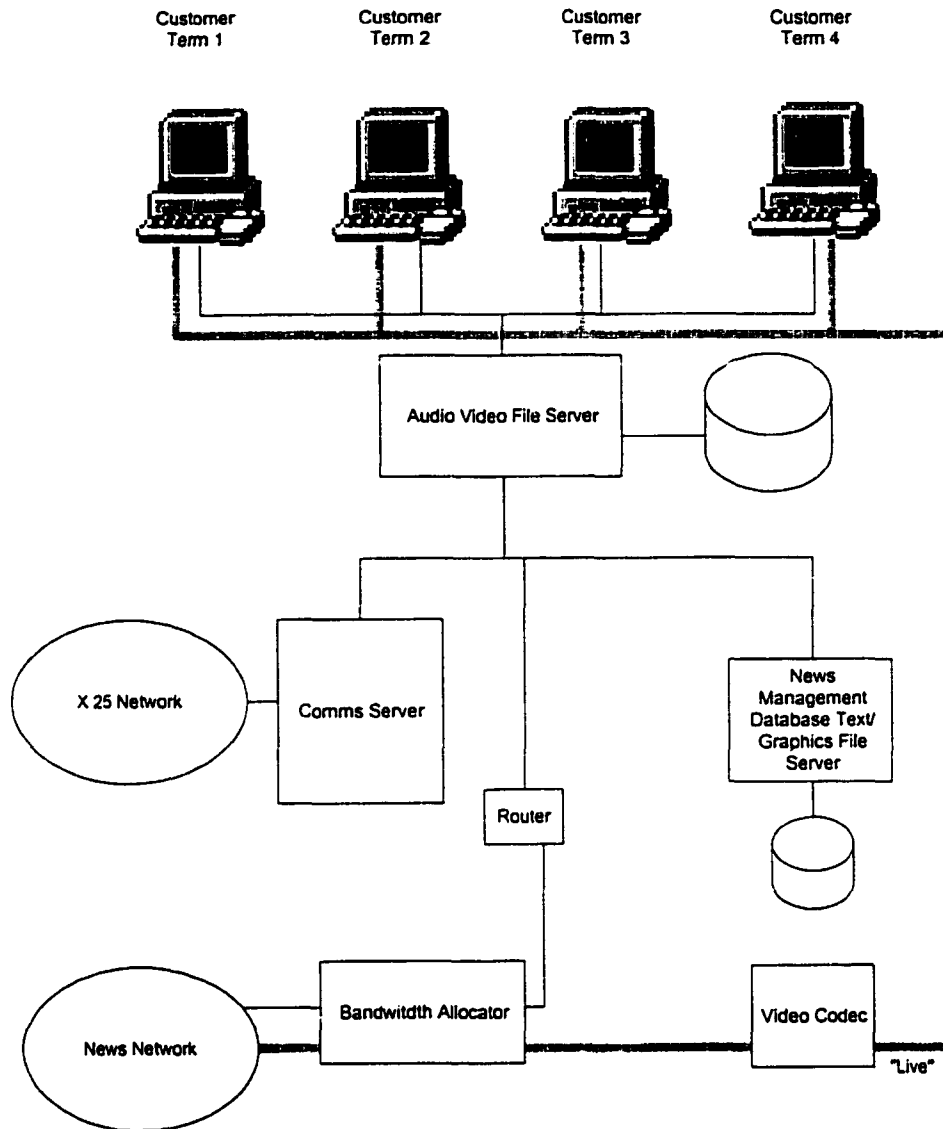 Customer
Term 1
Customer
Term 2
Customer
Term 3
Customer
Term 4
Audio Video File Server
X 25 Network
Comms Server
News
Management
Database Text/
Graphics File
Server
Router
Bandwitdth Allocator
Video Codec
News Network
"Live"